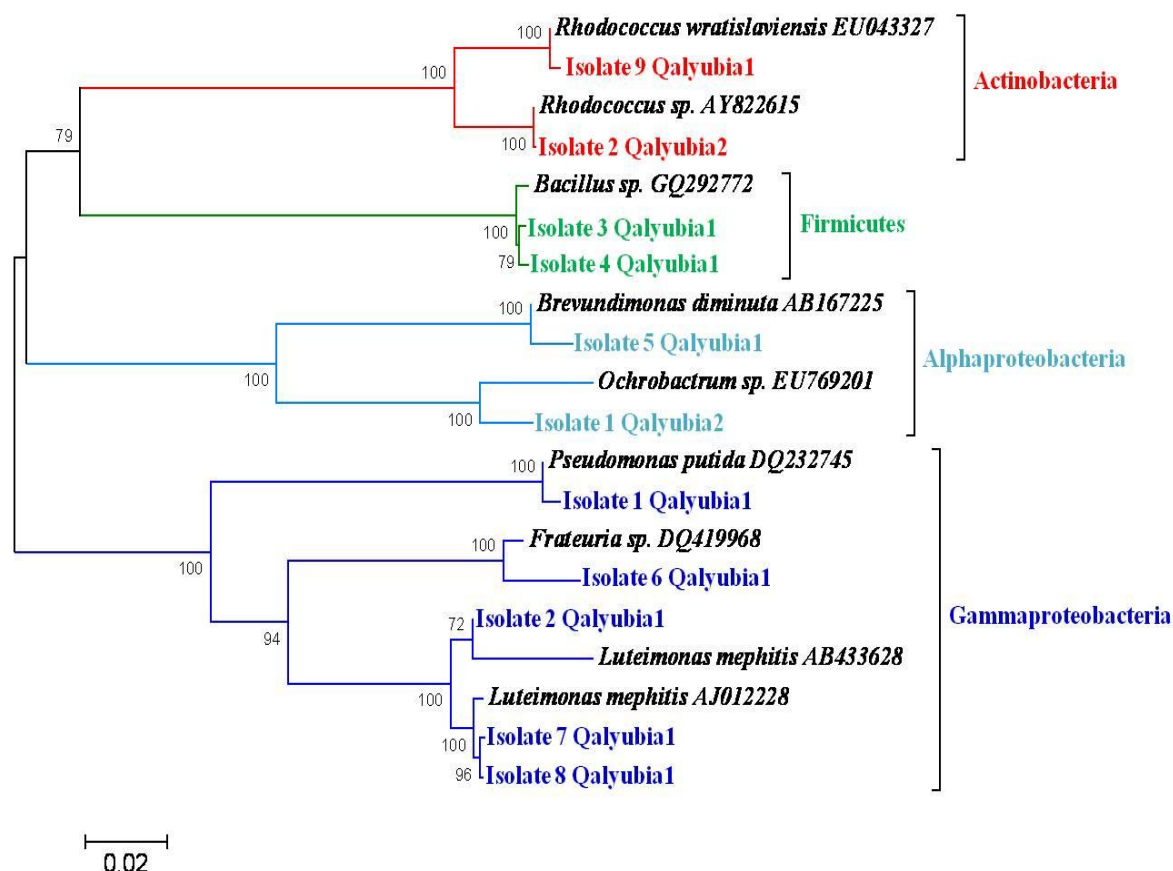 100
Rhodococcus wratislaviensis EU043327
Isolate 9 Qalyubia1
100
Rhodococcus sp. AY822615
100
Isolate 2 Qalyubia2
Actinobacteria
79
Bacillus sp. GQ292772
100
Isolate 3 Qalyubia1
79
Isolate 4 Qalyubia1
Firmicutes
100
Brevundimonas diminuta AB167225
Isolate 5 Qalyubia1
100
Ochrobactrum sp. EU769201
100
Isolate 1 Qalyubia2
Alphaproteobacteria
100
Pseudomonas putida DQ232745
Isolate 1 Qalyubia1
100
100
Frateuria sp. DQ419968
Isolate 6 Qalyubia1
94
72
Isolate 2 Qalyubia1
Luteimonas mephitis AB433628
100
Luteimonas mephitis AJ012228
100
Isolate 7 Qalyubia1
96
Isolate 8 Qalyubia1
Gammaproteobacteria
0.02